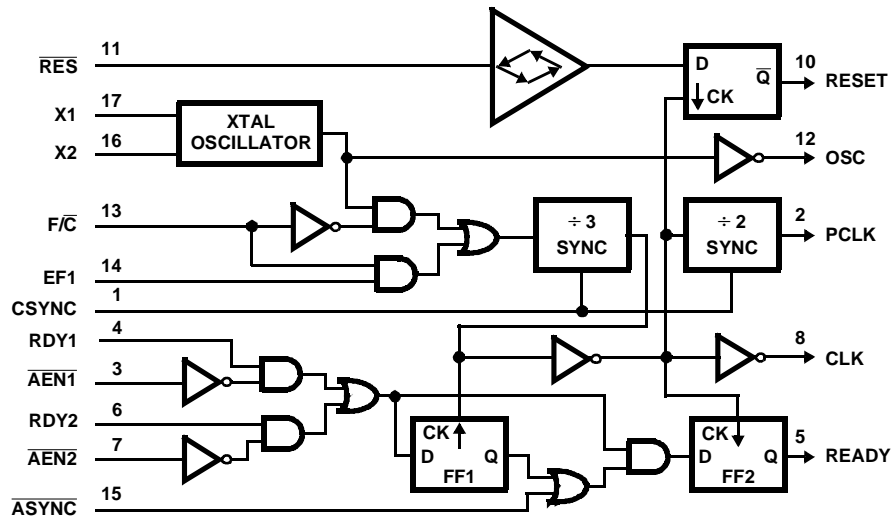 RES 11
X1 17
X2 16
XTAL
OSCILLATOR
D
Q
CK
10 RESET
12 OSC
F/C 13
÷ 3
SYNC
÷ 2
SYNC
2 PCLK
EF1 14
CSYNC 1
RDY1 4
8 CLK
AEN1 3
RDY2 6
AEN2 7
CK
D Q
FF1
CK
D Q
FF2
5 READY
ASYNC 15